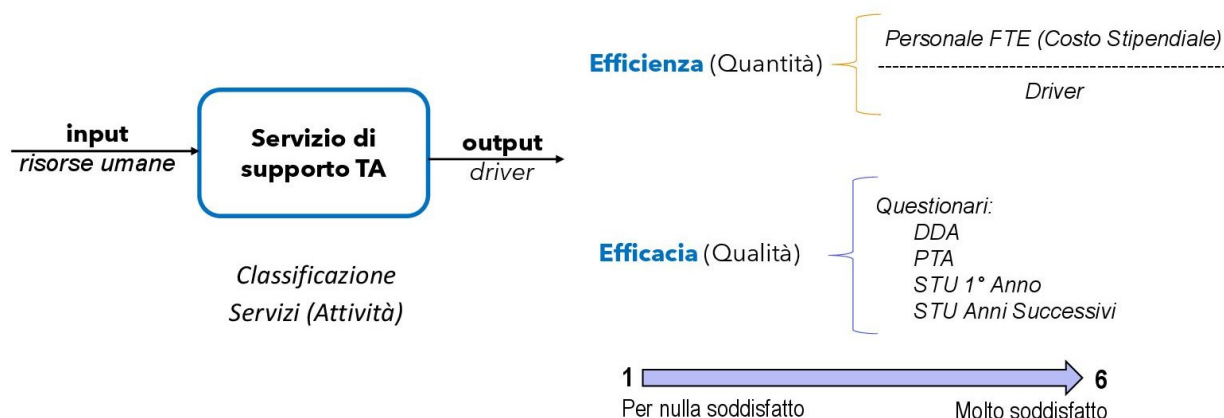 input
risorse umane
Servizio di
supporto TA
output
driver
Classificazione
Servizi (Attività)
Efficienza (Quantità)
Personale FTE (Costo Stipendiale)
--------------------------------------------------
Driver
Efficacia (Qualità)
Questionari:
DDA
PTA
STU 1° Anno
STU Anni Successivi
1
6
Per nulla soddisfatto
Molto soddisfatto